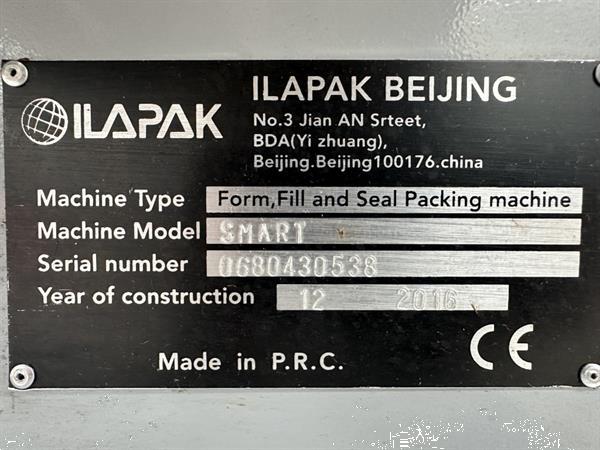 ILAPAK
ILAPAK BEIJING
No.3 Jian AN Srteet,
BDA(Yi zhuang),
Beijing.Beijing100176.china
Machine Type Form,Fill and Seal Packing machine
Machine Model SMART
Serial number 0680430538
Year of construction 12 2016
Made in P.R.C. CE